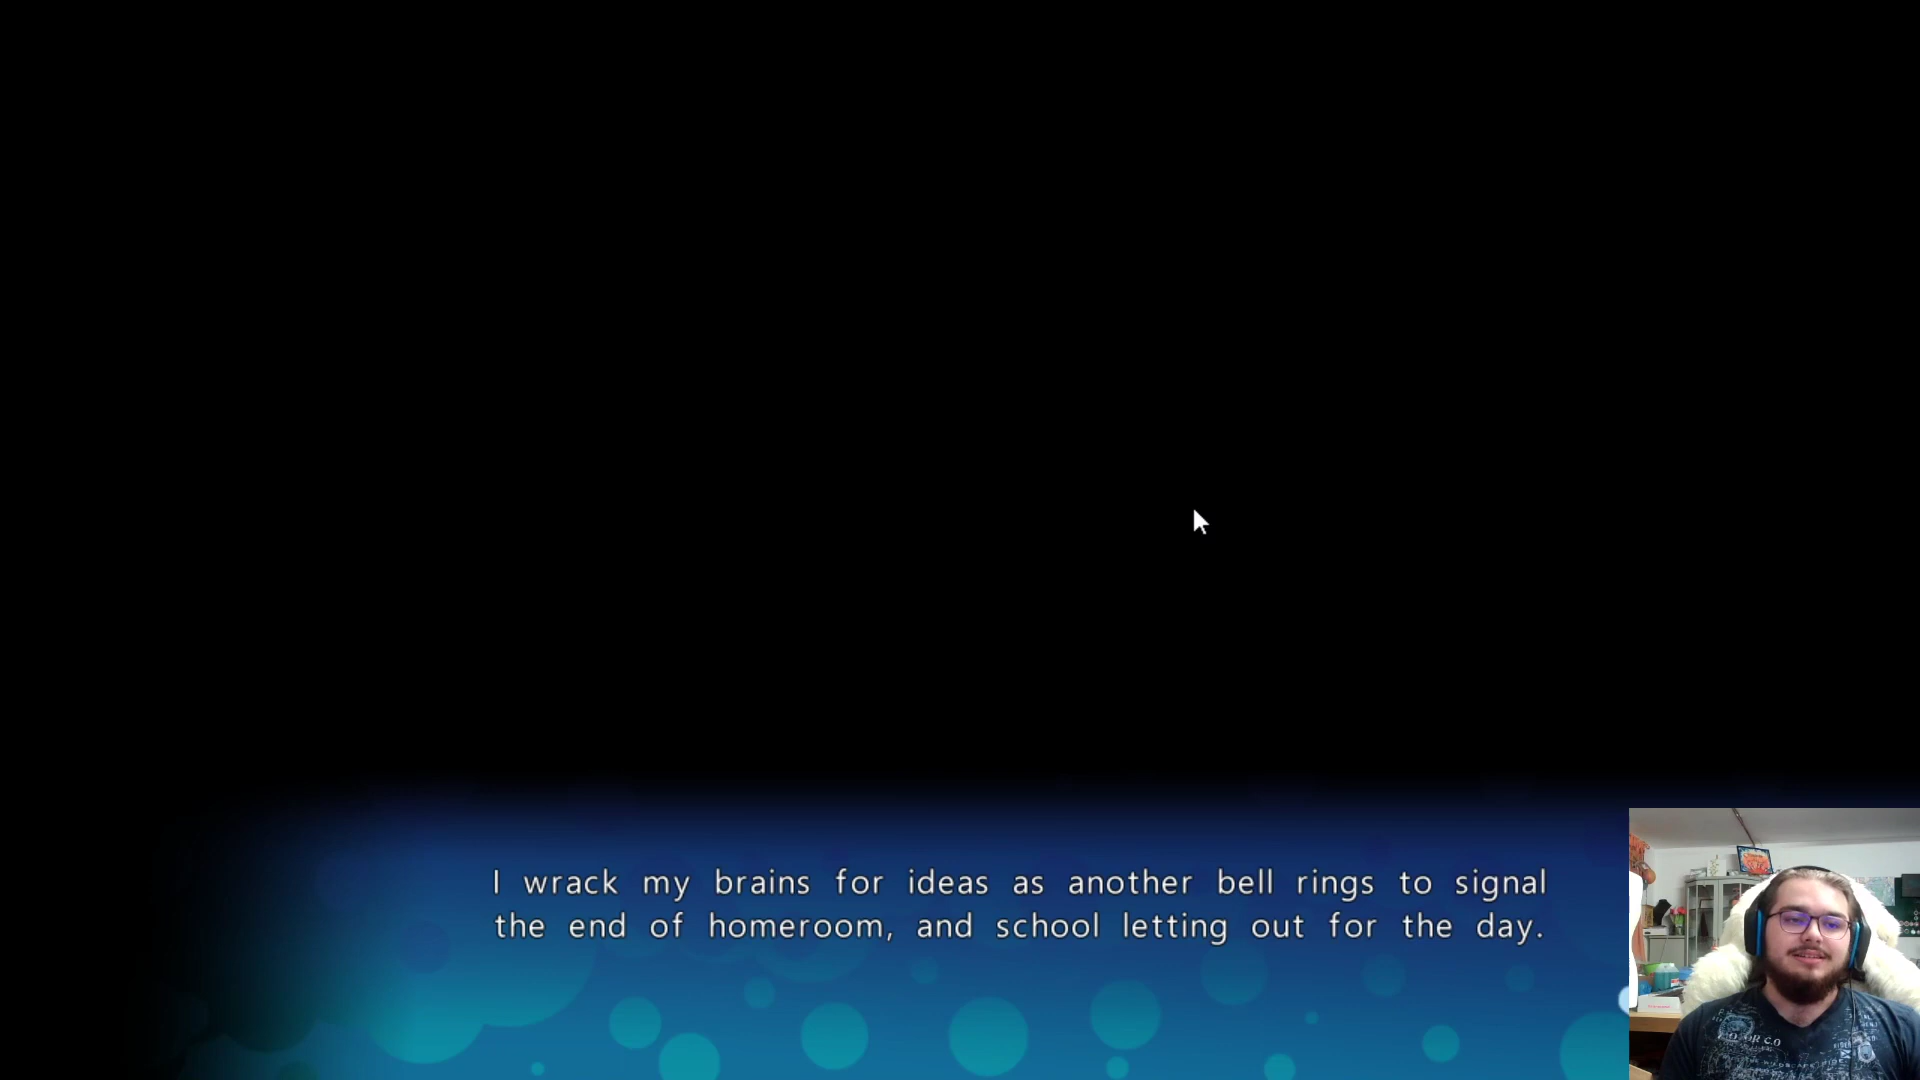 I wrack my brains for ideas as another bell rings to signal
the end of homeroom, and school letting out for the day.